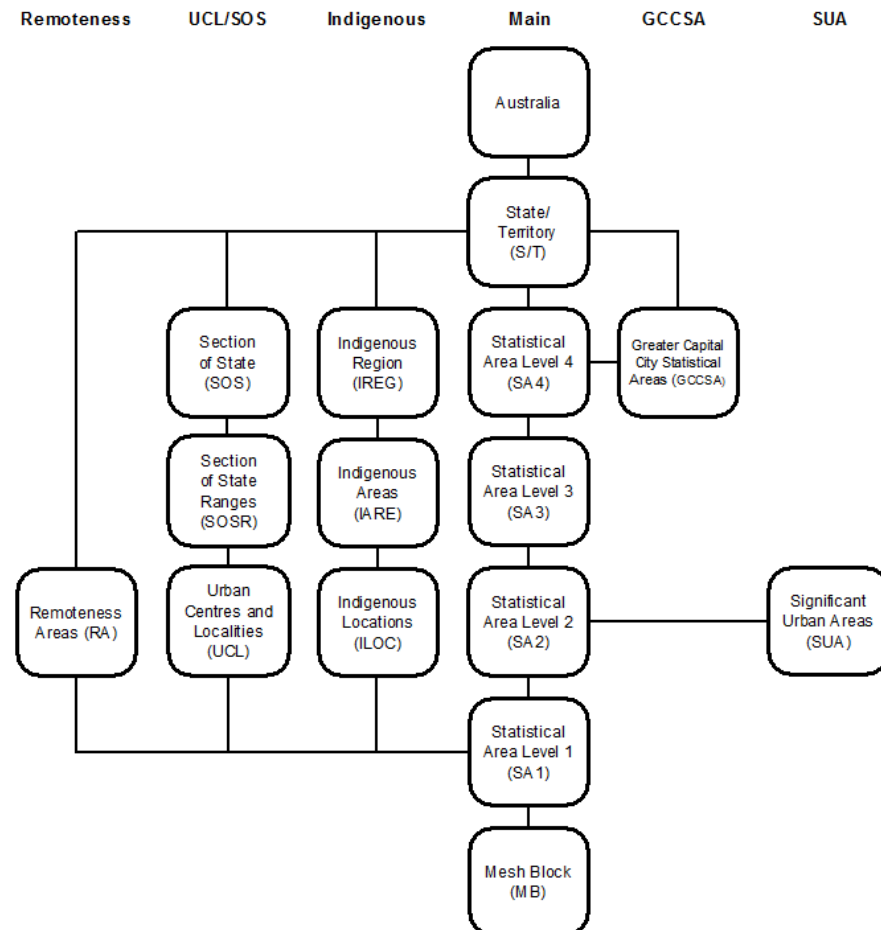 Remoteness
UCL/SOS
Indigenous
Main
GCCSA
SUA
Australia
State/
Territory
(S/T)
Section
of State
(SOS)
Indigenous
Region
(IREG)
Statistical
Area Level 4
(SA4)
Greater Capital
City Statistical
Areas (GCCSA)
Section
of State
Ranges
(SOSR)
Indigenous
Areas
(IARE)
Statistical
Area Level 3
(SA3)
Remoteness
Areas (RA)
Urban
Centres and
Localities
(UCL)
Indigenous
Locations
(ILOC)
Statistical
Area Level 2
(SA2)
Significant
Urban Areas
(SUA)
Statistical
Area Level 1
(SA1)
Mesh Block
(MB)